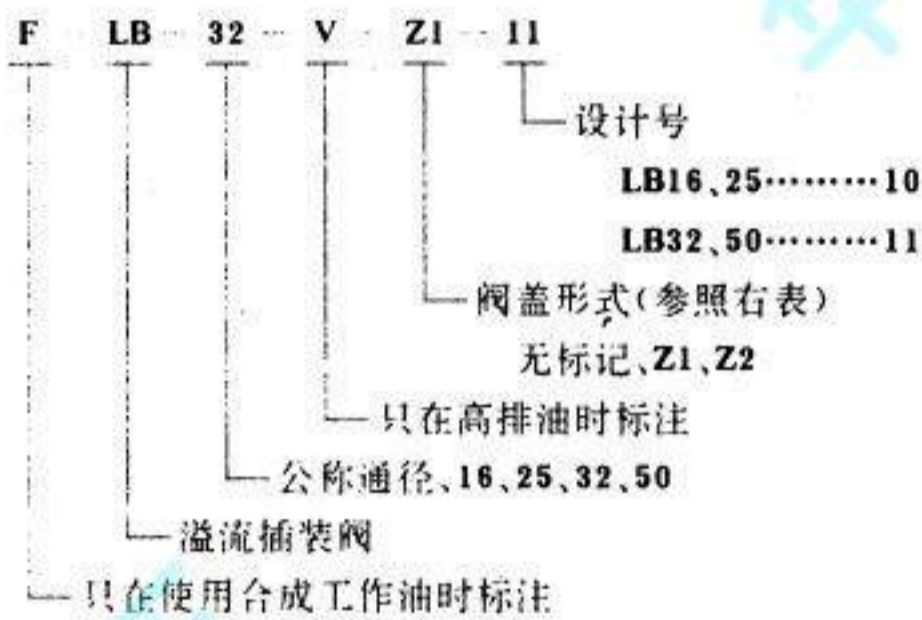 F - LB - 32 - V - Z1 - 11
设计号
LB16、25………10
LB32、50………11
阀盖形式(参照右表)
无标记、Z1、Z2
只在高排油时标注
公称通径、16、25、32、50
溢流插装阀
只在使用合成工作油时标注